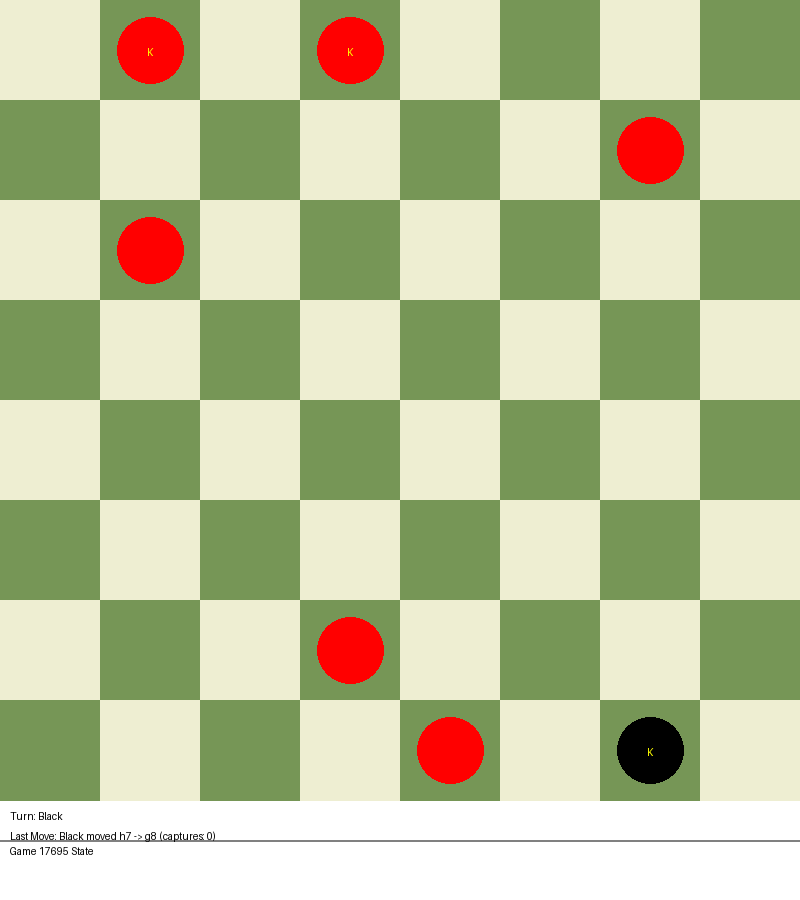 K K
K
Turn: Black
Last Move: Black moved h7 -> g8 (captures: 0)
Game 17695 State